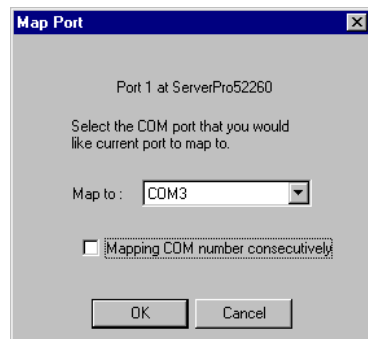 Map Port
Port 1 at ServerPro52260
Select the COM port that you would
like current port to map to.
Map to : COM3
Mapping COM number consecutively
OK Cancel